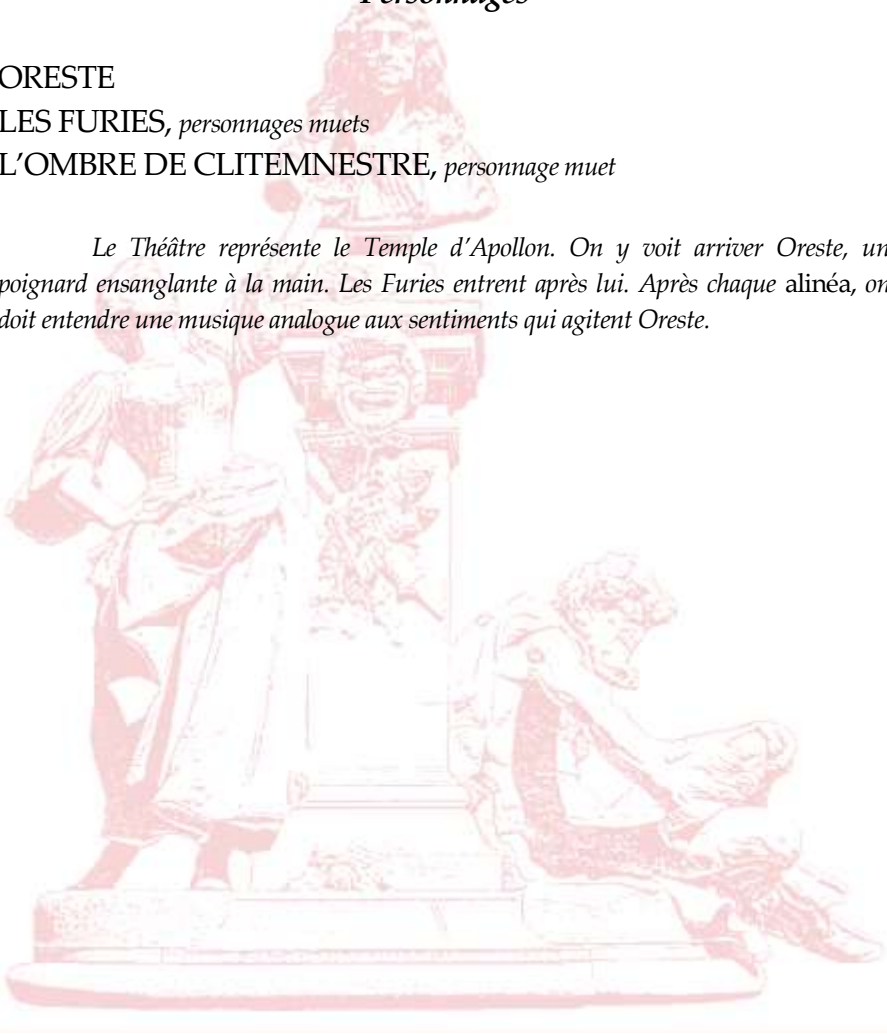 Personnages
ORESTE
LES FURIES, personnages muets
L’OMBRE DE CLITEMNESTRE, personnage muet
Le Théâtre représente le Temple d’Apollon. On y voit arriver Oreste, un
poignard ensanglante à la main. Les Furies entrent après lui. Après chaque alinéa, on
doit entendre une musique analogue aux sentiments qui agitent Oreste.